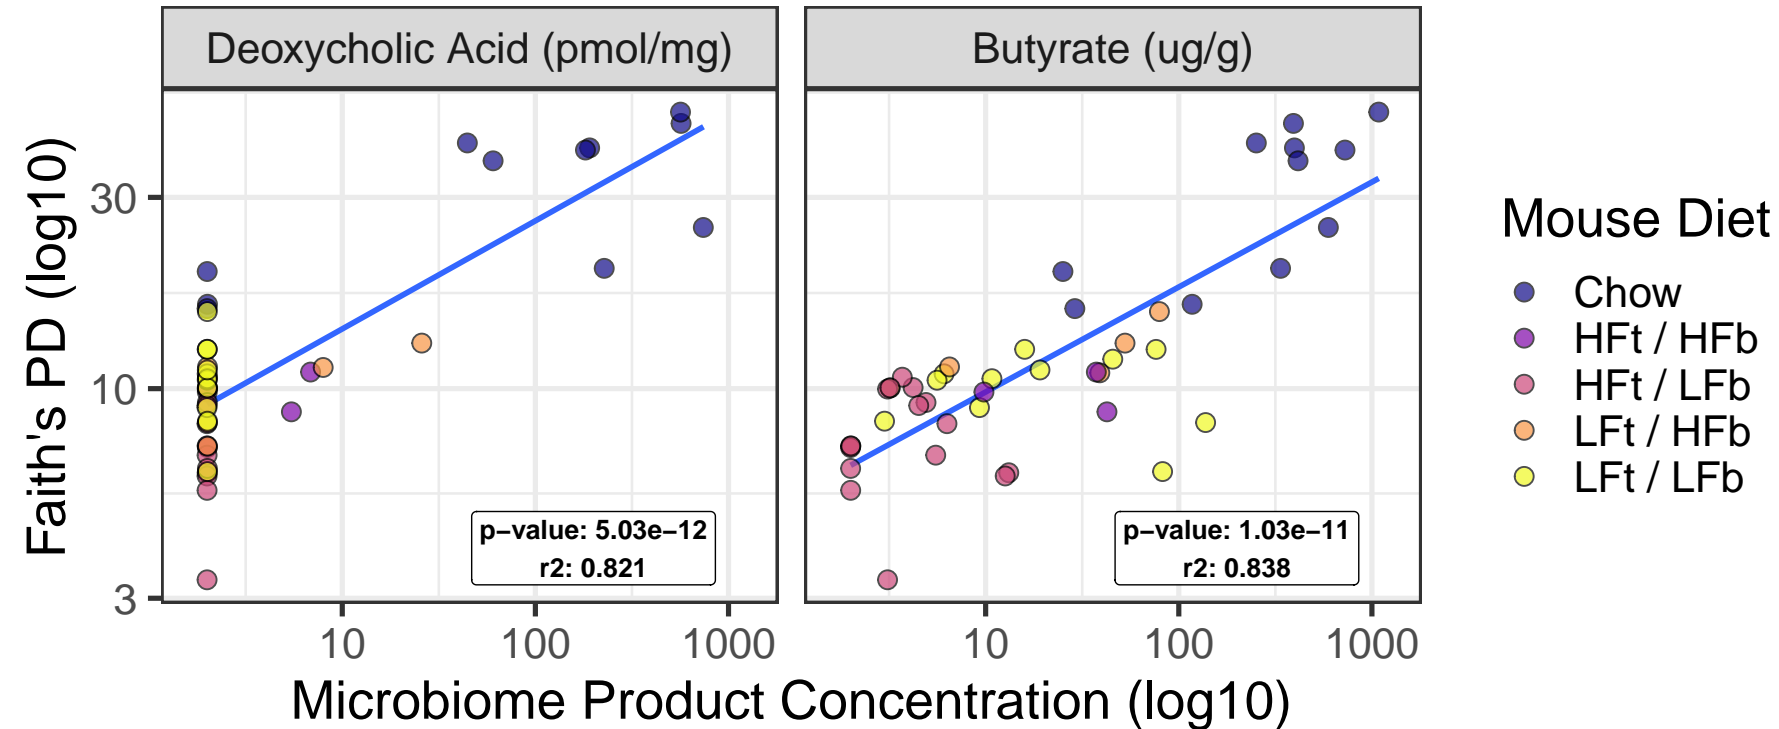 Deoxycholic Acid (pmol/mg)
Butyrate (ug/g)
Faith's PD (log10)
30
10
3
p−value: 5.03e−12
r2: 0.821
p−value: 1.03e−11
r2: 0.838
10
100
1000
10
100
1000
Microbiome Product Concentration (log10)
Mouse Diet
Chow
HFt / HFb
HFt / LFb
LFt / HFb
LFt / LFb